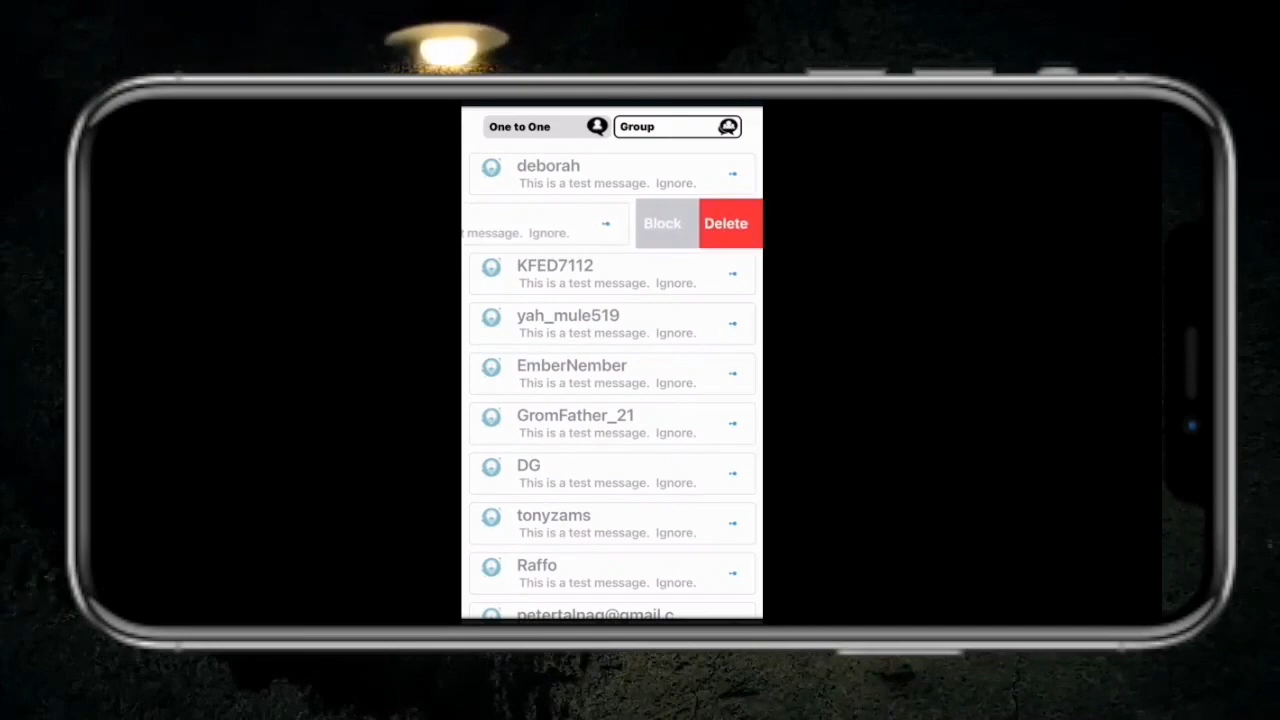 One to One
Group
deborah
This is a test message. Ignore.
message. Ignore.
Block
Delete
KFED7112
This is a test message. Ignore.
yah_mule519
This is a test message. Ignore.
EmberNember
This is a test message. Ignore.
GromFather_21
This is a test message. Ignore.
DG
This is a test message. Ignore.
tonyzams
This is a test message. Ignore.
Raffo
This is a test message. Ignore.